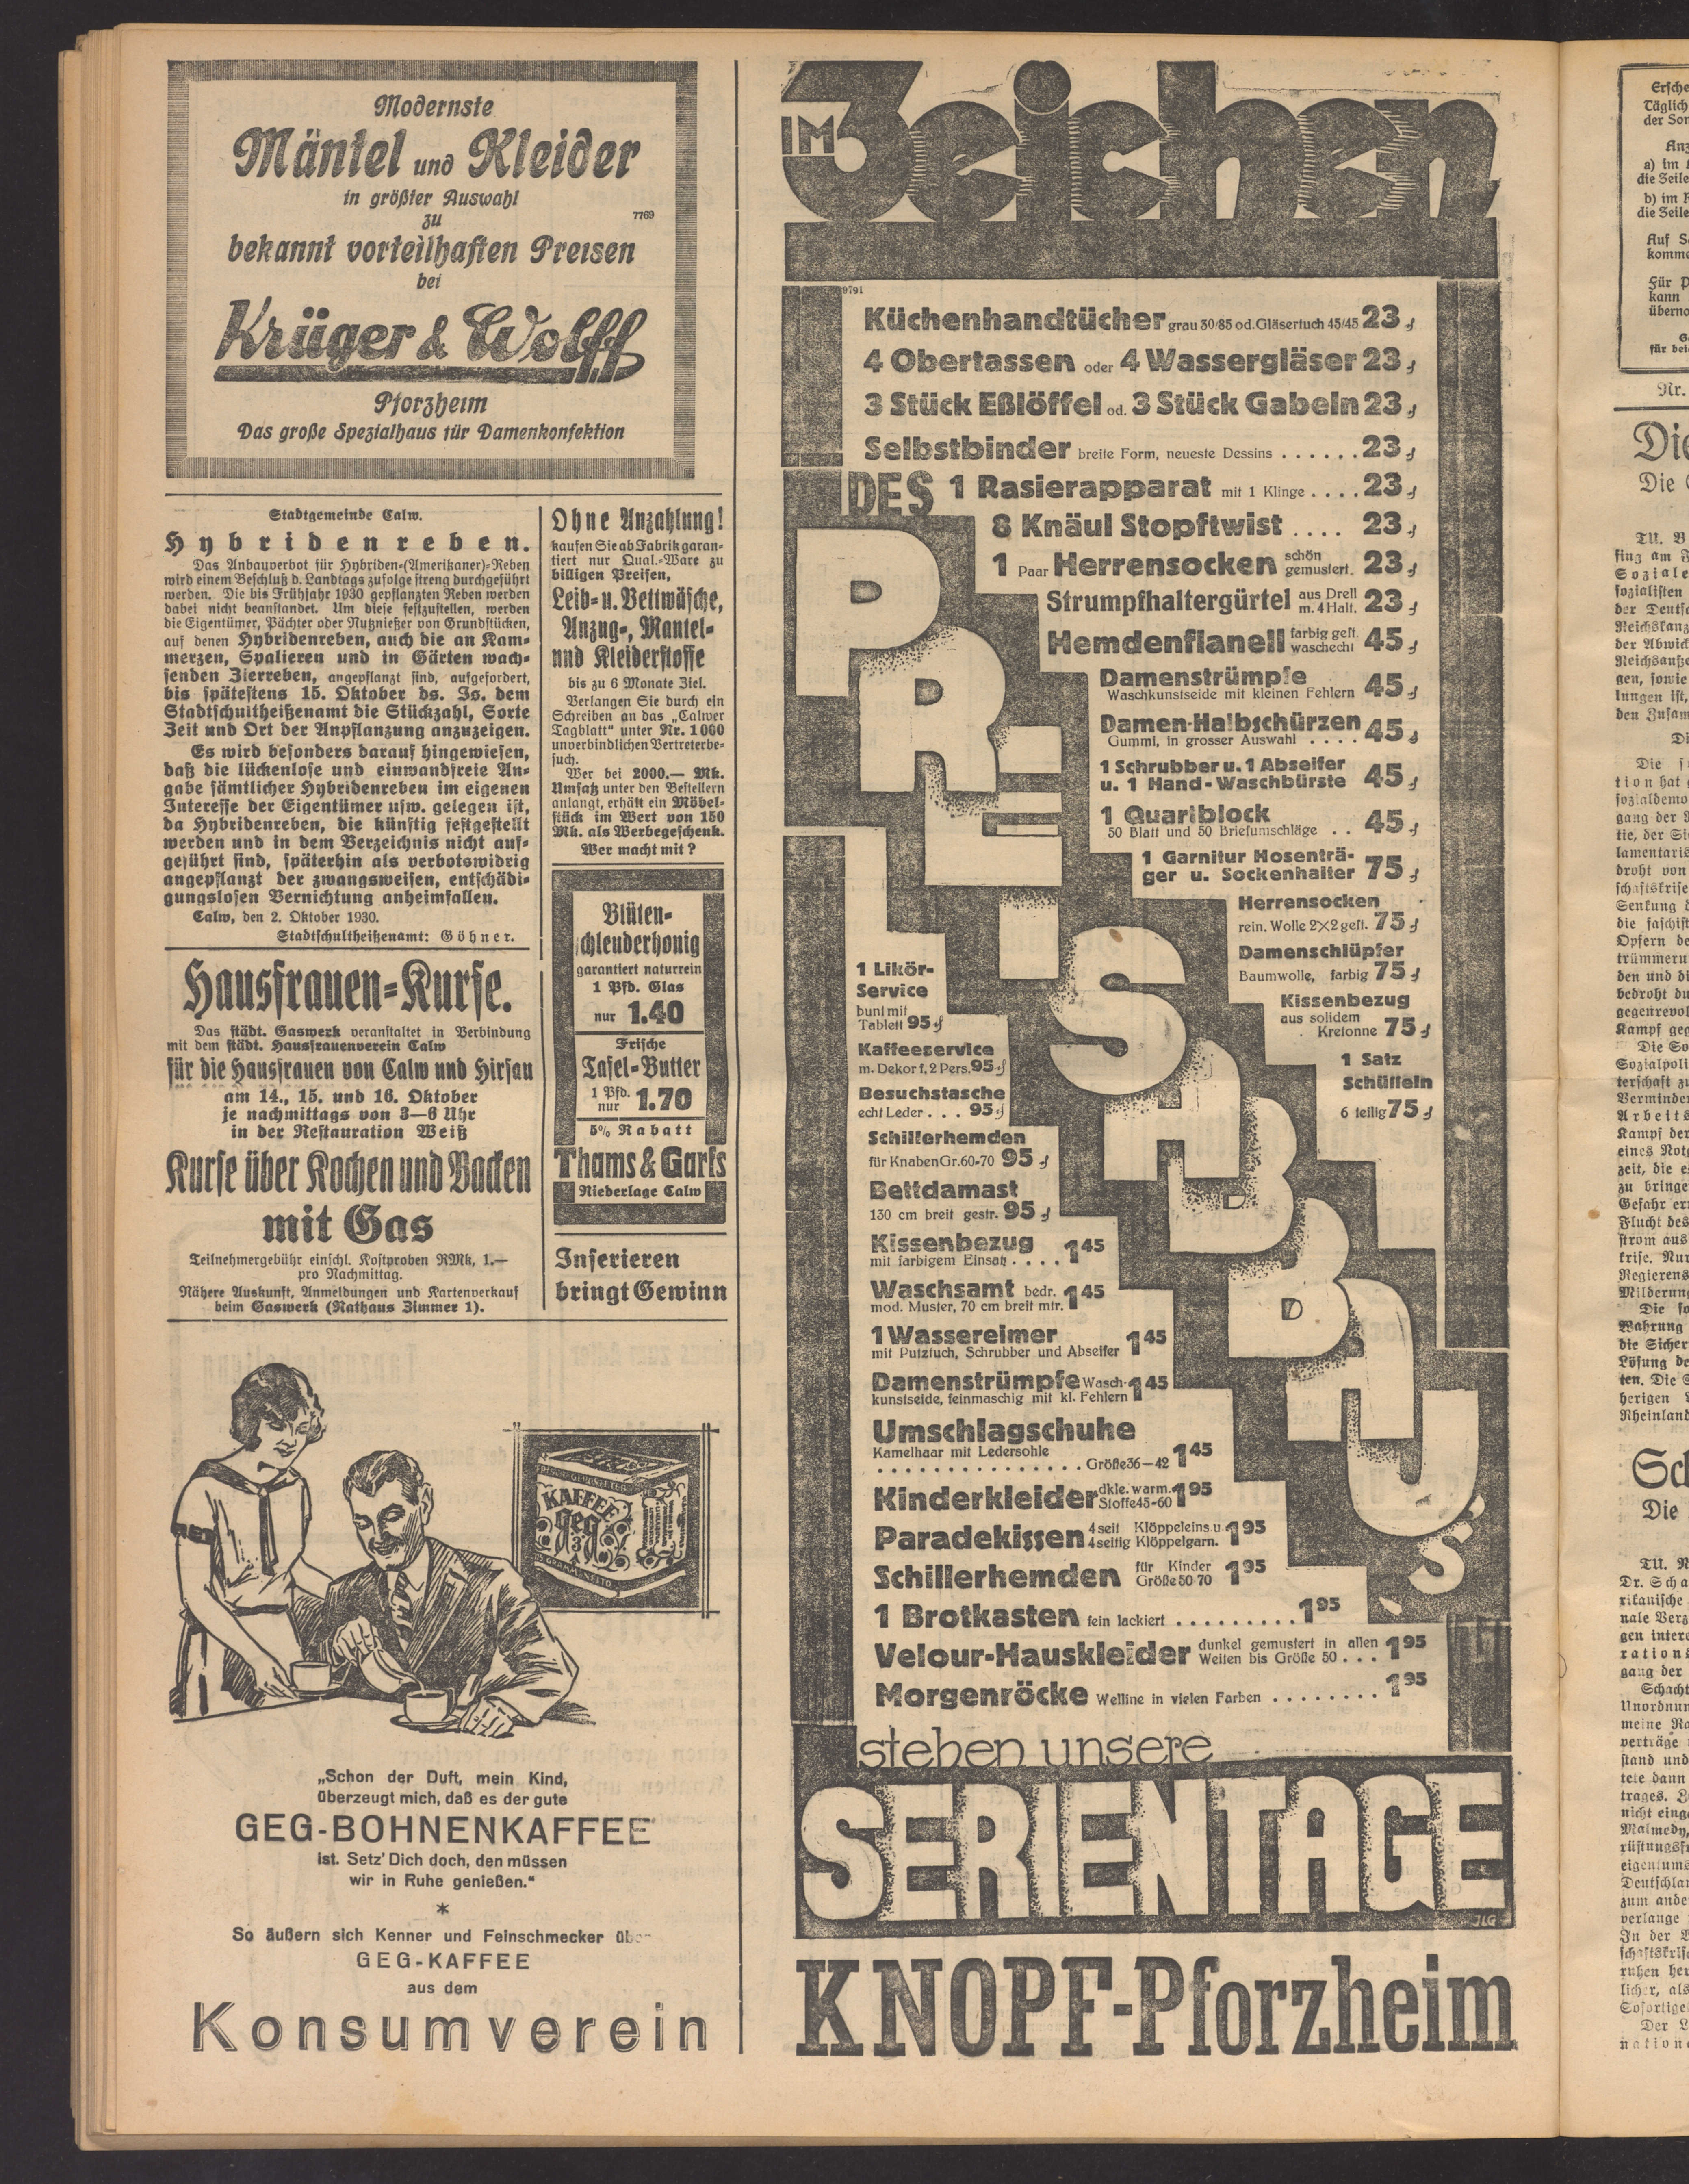 Modernste
Mäntel und Kleider
in größter Auswahl
zu
7769
bekannt vorteilhaften Preisen
bei
Krüger & Wolff
Pforzheim
Das große Spezialhaus für Damenkonfektion
Stadtgemeinde Calw.
Hybridenreben.
Das Anbauverbot für Hybriden-(Amerikaner)-Reben
wird einem Beschluß d. Landtags zufolge streng durchgeführt
werden. Die bis Frühjahr 1930 gepflanzten Reben werden
dabei nicht beanstandet. Um diese festzustellen, werden
die Eigentümer, Pächter oder Nutznießer von Grundstücken,
auf denen Hybridenreben, auch die an Kam-
merzen, Spalieren und in Gärten wach-
senden Zierreben, angepflanzt sind, aufgefordert,
bis spätestens 15. Oktober ds. Js. dem
Stadtschultheißenamt die Stückzahl, Sorte
Zeit und Ort der Anpflanzung anzuzeigen.
Es wird besonders darauf hingewiesen,
daß die lückenlose und einwandfreie An-
gabe sämtlicher Hybridenreben im eigenen
Interesse der Eigentümer usw. gelegen ist,
da Hybridenreben, die künftig festgestellt
werden und in dem Verzeichnis nicht auf-
geführt sind, späterhin als verbotswidrig
angepflanzt der zwangsweisen, entschädi-
gungslosen Vernichtung anheimfallen.
Calw, den 2. Oktober 1930.
Stadtschultheißenamt: Göhner.
Hausfrauen-Kurse.
Das städt. Gaswerk veranstaltet in Verbindung
mit dem städt. Hausfrauenverein Calw
für die Hausfrauen von Calw und Hirsau
am 14., 15. und 16. Oktober
je nachmittags von 3—6 Uhr
in der Restauration Weiß
Kurse über Kochen und Backen
mit Gas
Teilnehmergebühr einschl. Kostproben RMk. 1.—
pro Nachmittag.
Nähere Auskunft, Anmeldungen und Kartenverkauf
beim Gaswerk (Rathaus Zimmer 1).
Ohne Anzahlung!
kaufen Sie ab Fabrik garan-
tiert nur Qual.-Ware zu
billigen Preisen,
Leib- u. Bettwäsche,
Anzug-, Mantel-
und Kleiderstoffe
bis zu 6 Monate Ziel.
Verlangen Sie durch ein
Schreiben an das „Calwer
Tagblatt" unter Nr. 1000
unverbindlichen Vertreterbe-
such.
Wer bei 2000.— Mk.
Umsatz unter den Bestellern
anlangt, erhält ein Möbel-
stück im Wert von 150
Mk. als Werbegeschenk.
Wer macht mit?
Blüten-
schleuderhonig
garantiert naturrein
1 Pfd. Glas
nur 1.40
Frische
Tafel-Butter
1 Pfd.
nur 1.70
5% Rabatt
Thams & Garfs
Niederlage Calw
Inserieren
bringt Gewinn
FRISCH GERÖSTETER
KAFFEE
GEG
3
GRAMM NETTO
„Schon der Duft, mein Kind,
überzeugt mich, daß es der gute
GEG-BOHNENKAFFEE
ist. Setz' Dich doch, den müssen
wir in Ruhe genießen."
*
So äußern sich Kenner und Feinschmecker über
GEG-KAFFEE
aus dem
Konsumverein
IM Zeichen
9791
Küchenhandtücher grau 30/85 od. Gläsertuch 45/45 23 ₰
4 Obertassen oder 4 Wassergläser 23 ₰
3 Stück Eßlöffel od. 3 Stück Gabeln 23 ₰
Selbstbinder breite Form, neueste Dessins ...... 23 ₰
DES
1 Rasierapparat mit 1 Klinge .... 23 ₰
8 Knäul Stopftwist .... 23 ₰
1 Paar Herrensocken schön gemustert. 23 ₰
Strumpfhaltergürtel aus Drell m. 4 Halt. 23 ₰
Hemdenflanell farbig gest. waschecht 45 ₰
Damenstrümpfe
Waschkunstseide mit kleinen Fehlern 45 ₰
Damen-Halbschürzen
Gummi, in grosser Auswahl .... 45 ₰
1 Schrubber u. 1 Abseifer
u. 1 Hand-Waschbürste 45 ₰
1 Quartblock
50 Blatt und 50 Briefumschläge .. 45 ₰
1 Garnitur Hosenträ-
ger u. Sockenhalter 75 ₰
Herrensocken
rein. Wolle 2×2 gest. 75 ₰
Damenschlüpfer
Baumwolle, farbig 75 ₰
Kissenbezug
aus solidem
Kretonne 75 ₰
1 Satz
Schüsseln
6 teilig 75 ₰
PREISABBAUS
1 Likör-
Service
bunt mit
Tablett 95 ₰
Kaffeeservice
m. Dekor f. 2 Pers. 95 ₰
Besuchstasche
echt Leder ... 95 ₰
Schillerhemden
für Knaben Gr. 60-70 95 ₰
Bettdamast
130 cm breit gestr. 95 ₰
Kissenbezug
mit farbigem Einsatz .... 1 45
Waschsamt bedr.
mod. Muster, 70 cm breit mtr. 1 45
1 Wassereimer
mit Putztuch, Schrubber und Abseifer 1 45
Damenstrümpfe Wasch-
kunstseide, feinmaschig mit kl. Fehlern 1 45
Umschlagschuhe
Kamelhaar mit Ledersohle
............... Größe 36—42 1 45
Kinderkleider dkle. warm. Stoffe 45-60 1 95
Paradekissen 4 seit Klöppeleins. u 4 seitig Klöppelgarn. 1 95
Schillerhemden für Kinder Größe 50 70 1 95
1 Brotkasten fein lackiert ......... 1 95
Velour-Hauskleider dunkel gemustert in allen Weiten bis Größe 50 ... 1 95
Morgenröcke Welline in vielen Farben ........ 1 95
stehen unsere
SERIENTAGE
JLG
KNOPF-Pforzheim